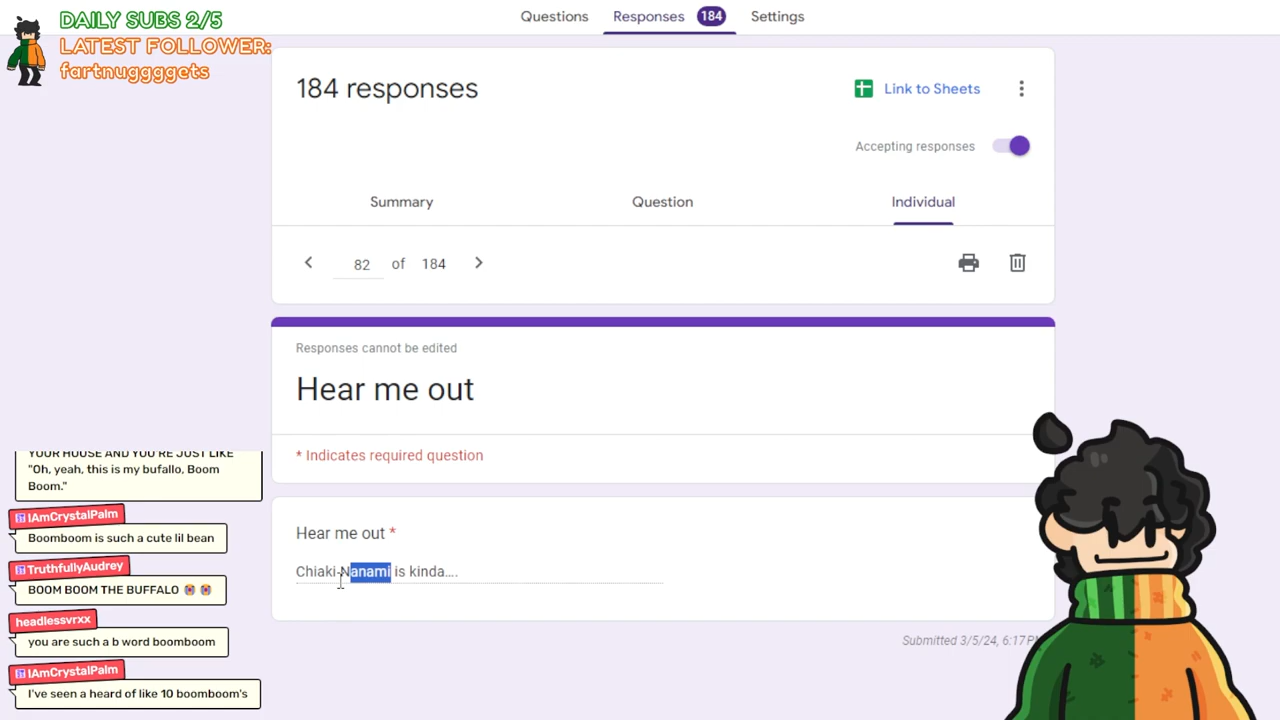 DAILY SUBS 2/5
LATEST FOLLOWER:
fartnuggggets
Questions
Responses 184
Settings
184 responses
Link to Sheets
Accepting responses
Summary
Question
Individual
82 of 184
Responses cannot be edited
Hear me out
* Indicates required question
Hear me out *
Chiaki Nanami is kinda....
Submitted 3/5/24, 6:17
YOUR HOUSE AND YOU'RE JUST LIKE
"Oh, yeah, this is my bufallo, Boom
Boom."
IAmCrystalPalm
Boomboom is such a cute lil bean
TruthfullyAudrey
BOOM BOOM THE BUFFALO 😭 😭
headlessvrxx
you are such a b word boomboom
IAmCrystalPalm
I've seen a heard of like 10 boomboom's